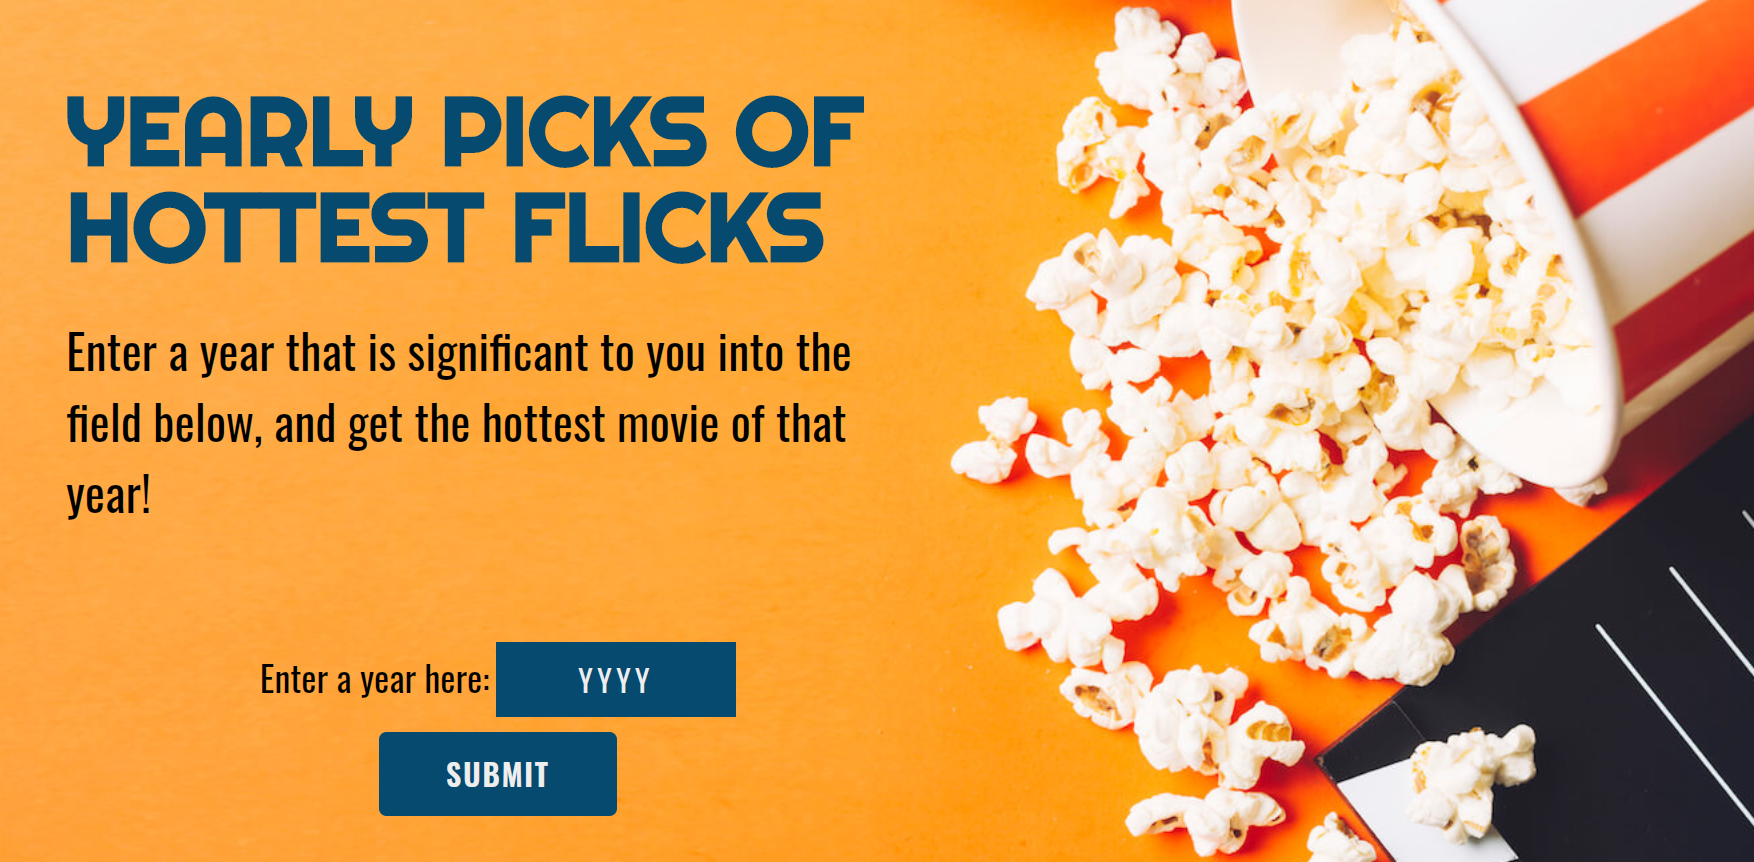 YEARLY PICKS OF
HOTTEST FLICKS
Enter a year that is significant to you into the
field below, and get the hottest movie of that
year!
Enter a year here: YYYY
SUBMIT